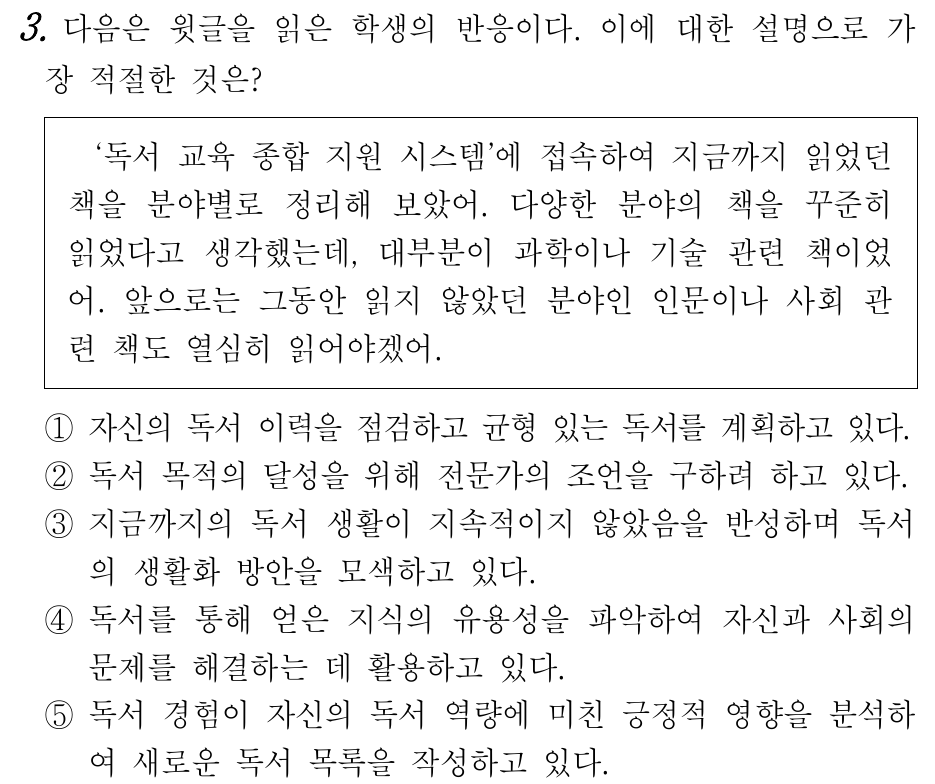 3. 다음은 윗글을 읽은 학생의 반응이다. 이에 대한 설명으로 가
장 적절한 것은?
‘독서 교육 종합 지원 시스템’에 접속하여 지금까지 읽었던
책을 분야별로 정리해 보았어. 다양한 분야의 책을 꾸준히
읽었다고 생각했는데, 대부분이 과학이나 기술 관련 책이었
어. 앞으로는 그동안 읽지 않았던 분야인 인문이나 사회 관
련 책도 열심히 읽어야겠어.
① 자신의 독서 이력을 점검하고 균형 있는 독서를 계획하고 있다.
② 독서 목적의 달성을 위해 전문가의 조언을 구하려 하고 있다.
③ 지금까지의 독서 생활이 지속적이지 않았음을 반성하며 독서
의 생활화 방안을 모색하고 있다.
④ 독서를 통해 얻은 지식의 유용성을 파악하여 자신과 사회의
문제를 해결하는 데 활용하고 있다.
⑤ 독서 경험이 자신의 독서 역량에 미친 긍정적 영향을 분석하
여 새로운 독서 목록을 작성하고 있다.